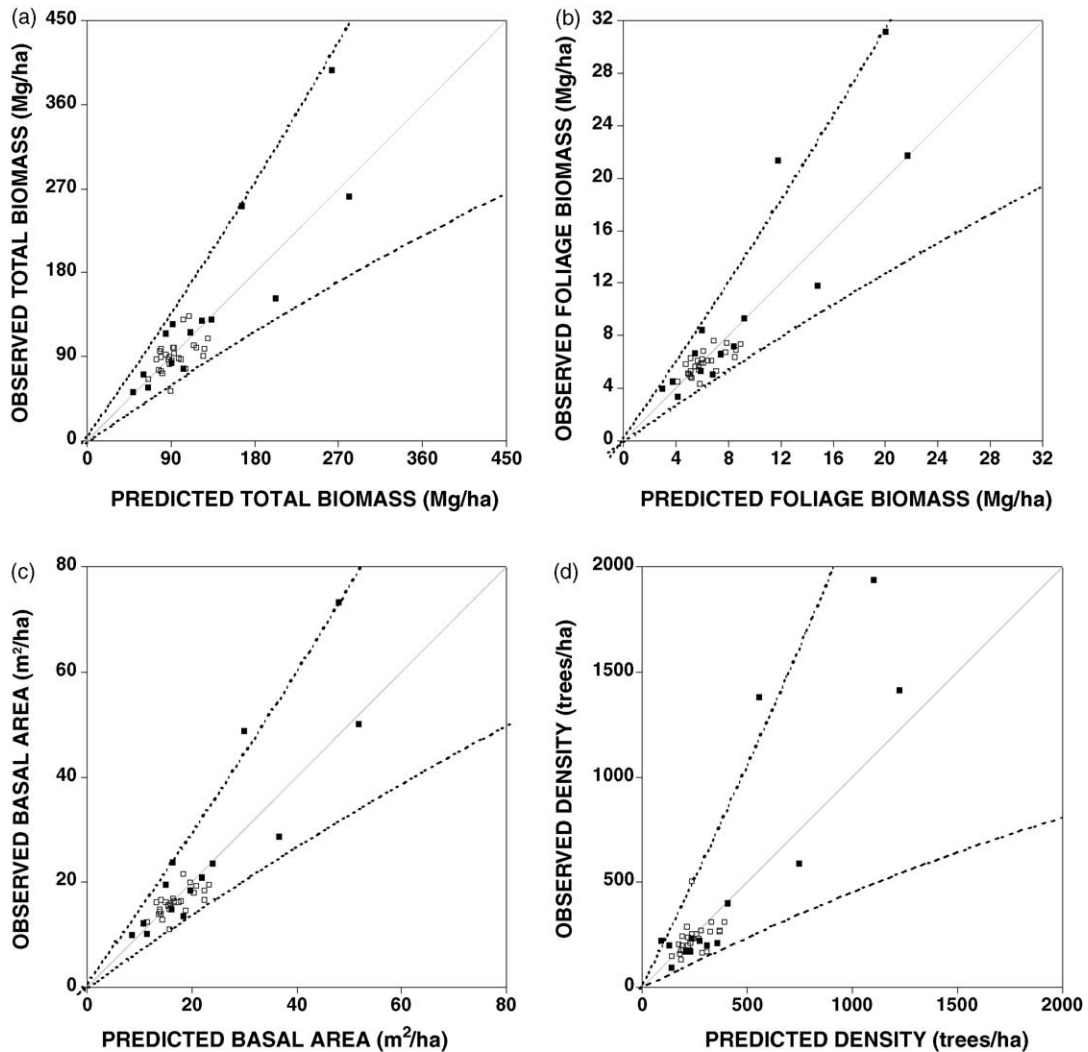 (a)
450
360
270
180
90
0
OBSERVED TOTAL BIOMASS (Mg/ha)
0 90 180 270 360 450
PREDICTED TOTAL BIOMASS (Mg/ha)
(b)
32
28
24
20
16
12
8
4
0
OBSERVED FOLIAGE BIOMASS (Mg/ha)
0 4 8 12 16 20 24 28 32
PREDICTED FOLIAGE BIOMASS (Mg/ha)
(c)
80
60
40
20
0
OBSERVED BASAL AREA (m²/ha)
0 20 40 60 80
PREDICTED BASAL AREA (m²/ha)
(d)
2000
1500
1000
500
0
OBSERVED DENSITY (trees/ha)
0 500 1000 1500 2000
PREDICTED DENSITY (trees/ha)